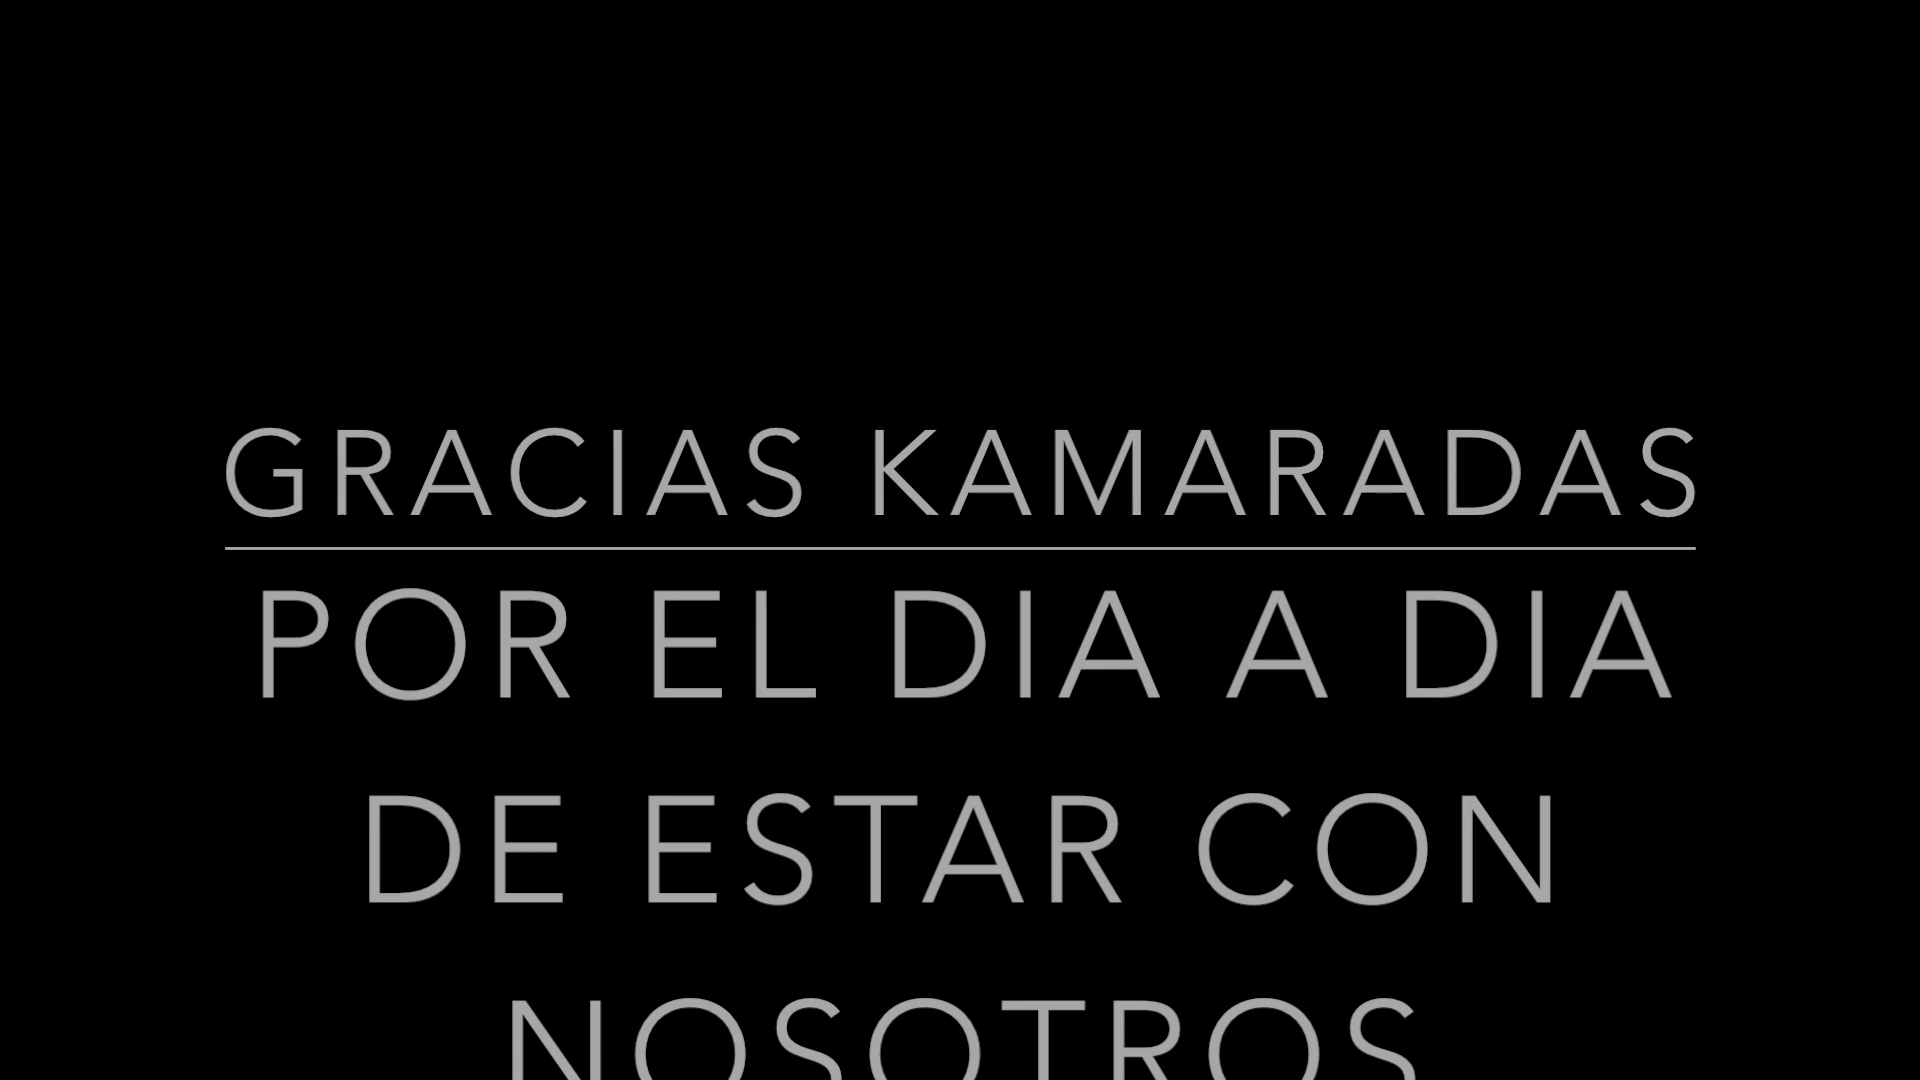 GRACIAS KAMARADAS
POR EL DIA A DIA
DE ESTAR CON
NOSOTROS